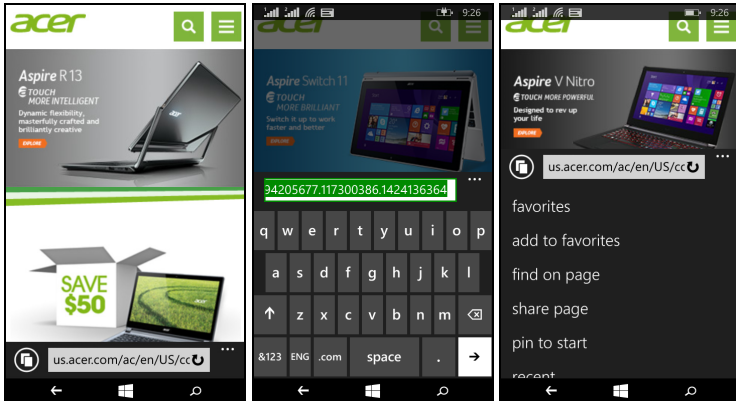 acer
Aspire R 13
TOUCH
MORE INTELLIGENT
Dynamic flexibility,
masterfully crafted and
brilliantly creative
EXPLORE
SAVE
$50
us.acer.com/ac/en/US/cc
9:26
acer
Aspire Switch 11
TOUCH
MORE BRILLIANT
Switch it up to work
faster and better
EXPLORE
94205677.117300386.1424136364
q w e r t y u i o p
a s d f g h j k l
z x c v b n m
&123 ENG .com space .
9:26
acer
Aspire V Nitro
TOUCH MORE POWERFUL
Designed to rev up
your life
EXPLORE
us.acer.com/ac/en/US/cc
favorites
add to favorites
find on page
share page
pin to start
recent